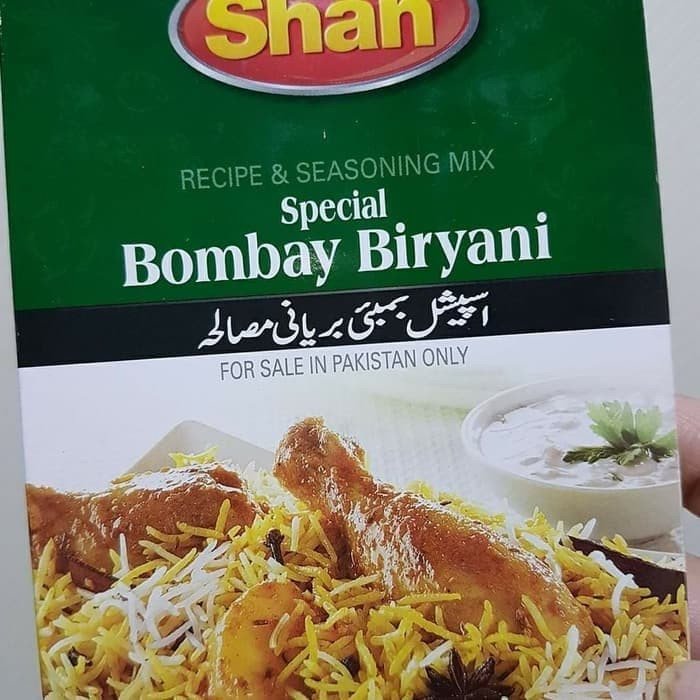 Shan
RECIPE & SEASONING MIX
Special
Bombay Biryani
اسپیشل بمبئی بریانی مصالحہ
FOR SALE IN PAKISTAN ONLY